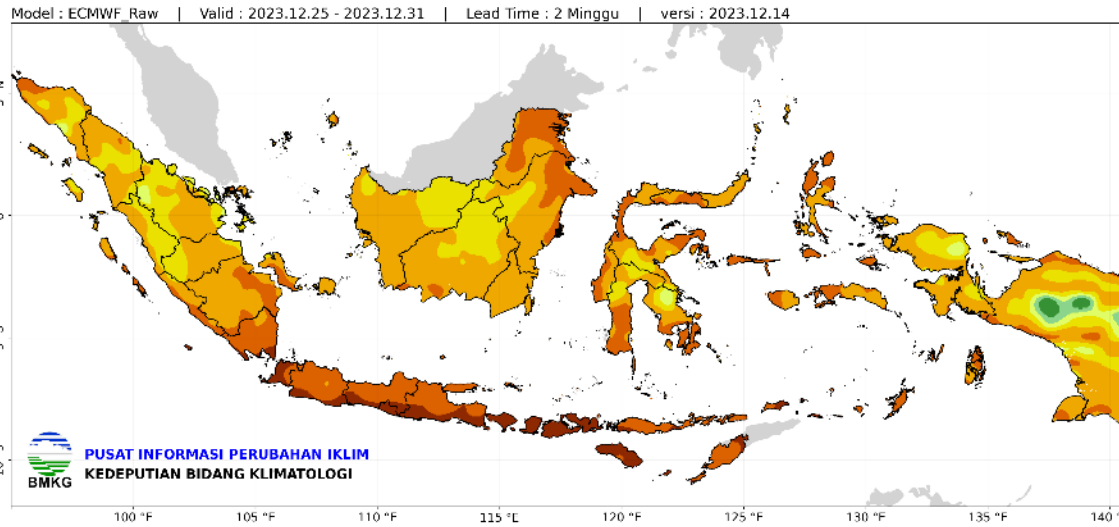 Model : ECMWF_Raw | Valid : 2023.12.25 - 2023.12.31 | Lead Time : 2 Minggu | versi : 2023.12.14
PUSAT INFORMASI PERUBAHAN IKLIM
KEDEPUTIAN BIDANG KLIMATOLOGI
BMKG
100 °F 105 °F 110 °F 115 °E 120 °F 125 °F 130 °F 135 °F 140 °